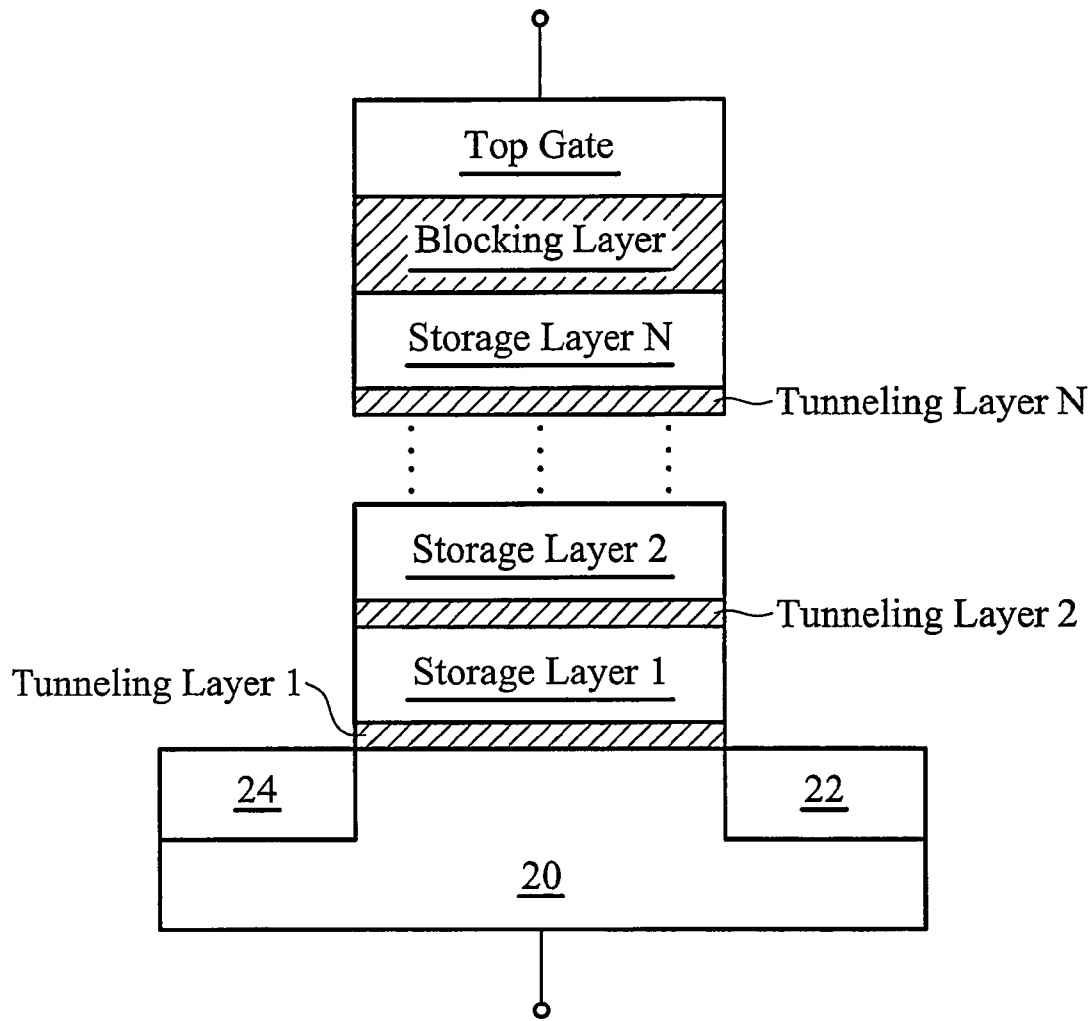 Top Gate
Blocking Layer
Storage Layer N
Tunneling Layer N
Storage Layer 2
Tunneling Layer 2
Storage Layer 1
Tunneling Layer 1
24
22
20